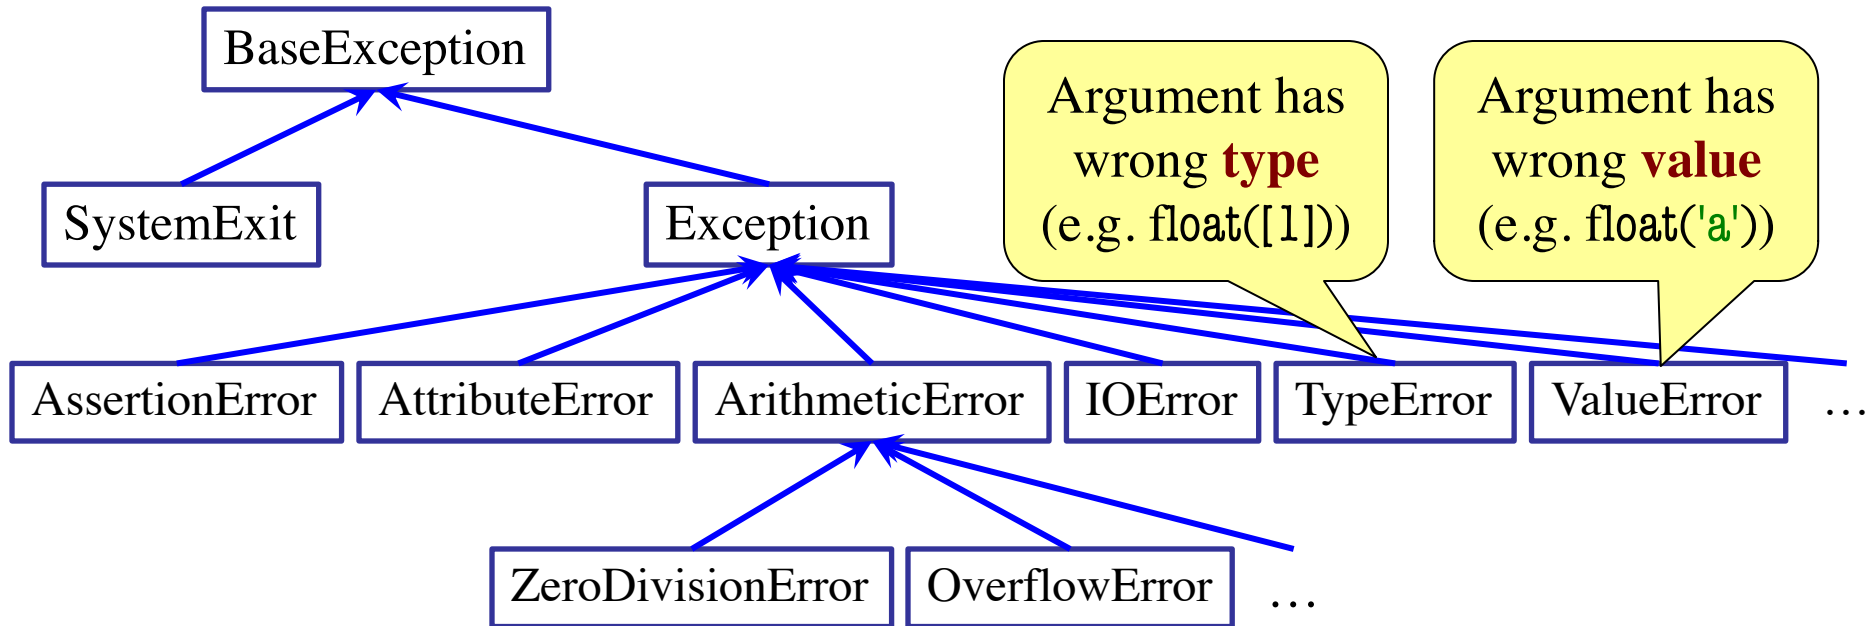 BaseException
Argument has
wrong type
(e.g. float([1]))
Argument has
wrong value
(e.g. float('a'))
SystemExit
Exception
AssertionError
AttributeError
ArithmeticError
IOError
TypeError
ValueError
...
ZeroDivisionError
OverflowError
...